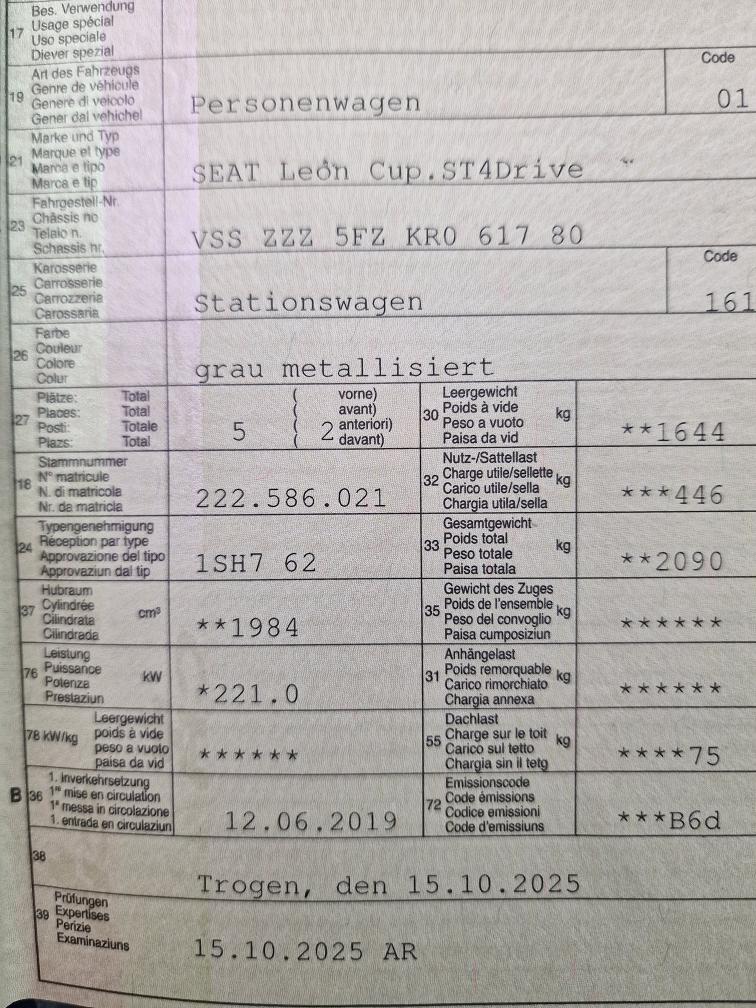 Bes. Verwendung
17 Usage spécial
Uso speciale
Diever spezial
Art des Fahrzeugs Code
19 Genre de véhicule
Genere di veicolo Personenwagen 01
Gener dal vehichel
Marke und Typ
21 Marque et type
Marca e tipo SEAT León Cup.ST4Drive
Marca e tip
Fahrgestell-Nr.
23 Châssis no
Telaio n. VSS ZZZ 5FZ KR0 617 80
Schassis nr.
Karosserie Code
25 Carrosserie
Carrozzeria Stationswagen 161
Carossaria
Farbe
26 Couleur
Colore grau metallisiert
Colur
27 Plätze: Total ( vorne)
Places: Total ( avant)
Posti: Totale 5 ( 2 anteriori)
Plazs: Total ( davant)
30 Leergewicht
Poids à vide kg
Peso a vuoto **1644
Paisa da vid
18 Stammnummer
N° matricule
N. di matricola 222.586.021
Nr. da matricla
32 Nutz-/Sattellast
Charge utile/sellette kg
Carico utile/sella ***446
Chargia utila/sella
24 Typengenehmigung
Réception par type
Approvazione del tipo 1SH7 62
Approvaziun dal tip
33 Gesamtgewicht
Poids total kg
Peso totale **2090
Paisa totala
37 Hubraum
Cylindrée cm³
Cilindrata **1984
Cilindrada
35 Gewicht des Zuges
Poids de l'ensemble kg
Peso del convoglio ******
Paisa cumposiziun
76 Leistung
Puissance kW
Potenza *221.0
Prestaziun
31 Anhängelast
Poids remorquable kg
Carico rimorchiato ******
Chargia annexa
78 kW/kg Leergewicht
poids à vide
peso a vuoto ******
paisa da vid
55 Dachlast
Charge sur le toit kg
Carico sul tetto ****75
Chargia sin il tetg
B 36 1. Inverkehrsetzung
1re mise en circulation
1a messa in circolazione 12.06.2019
1. entrada en circulaziun
72 Emissionscode
Code émissions
Codice emissioni ***B6d
Code d'emissiuns
38 Trogen, den 15.10.2025
39 Prüfungen
Expertises
Perizie 15.10.2025 AR
Examinaziuns